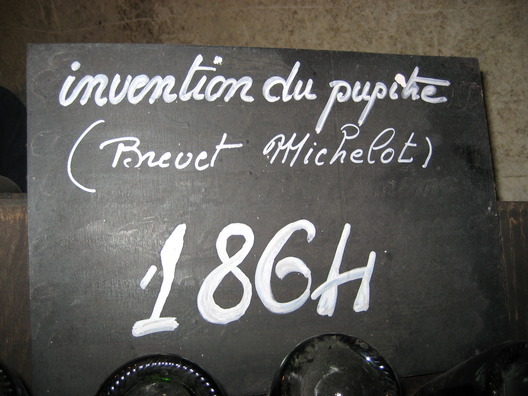 invention du pupitre
(Brevet Michelot)
1864